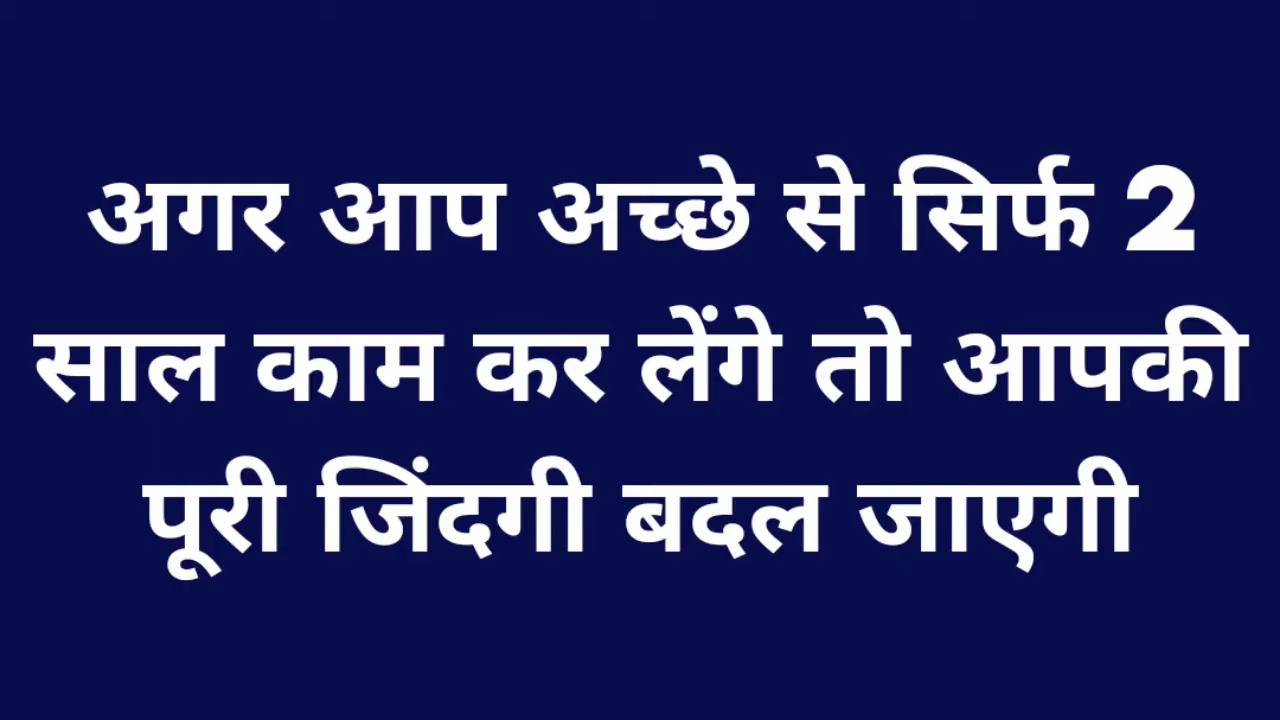 अगर आप अच्छे से सिर्फ 2
साल काम कर लेंगे तो आपकी
पूरी जिंदगी बदल जाएगी